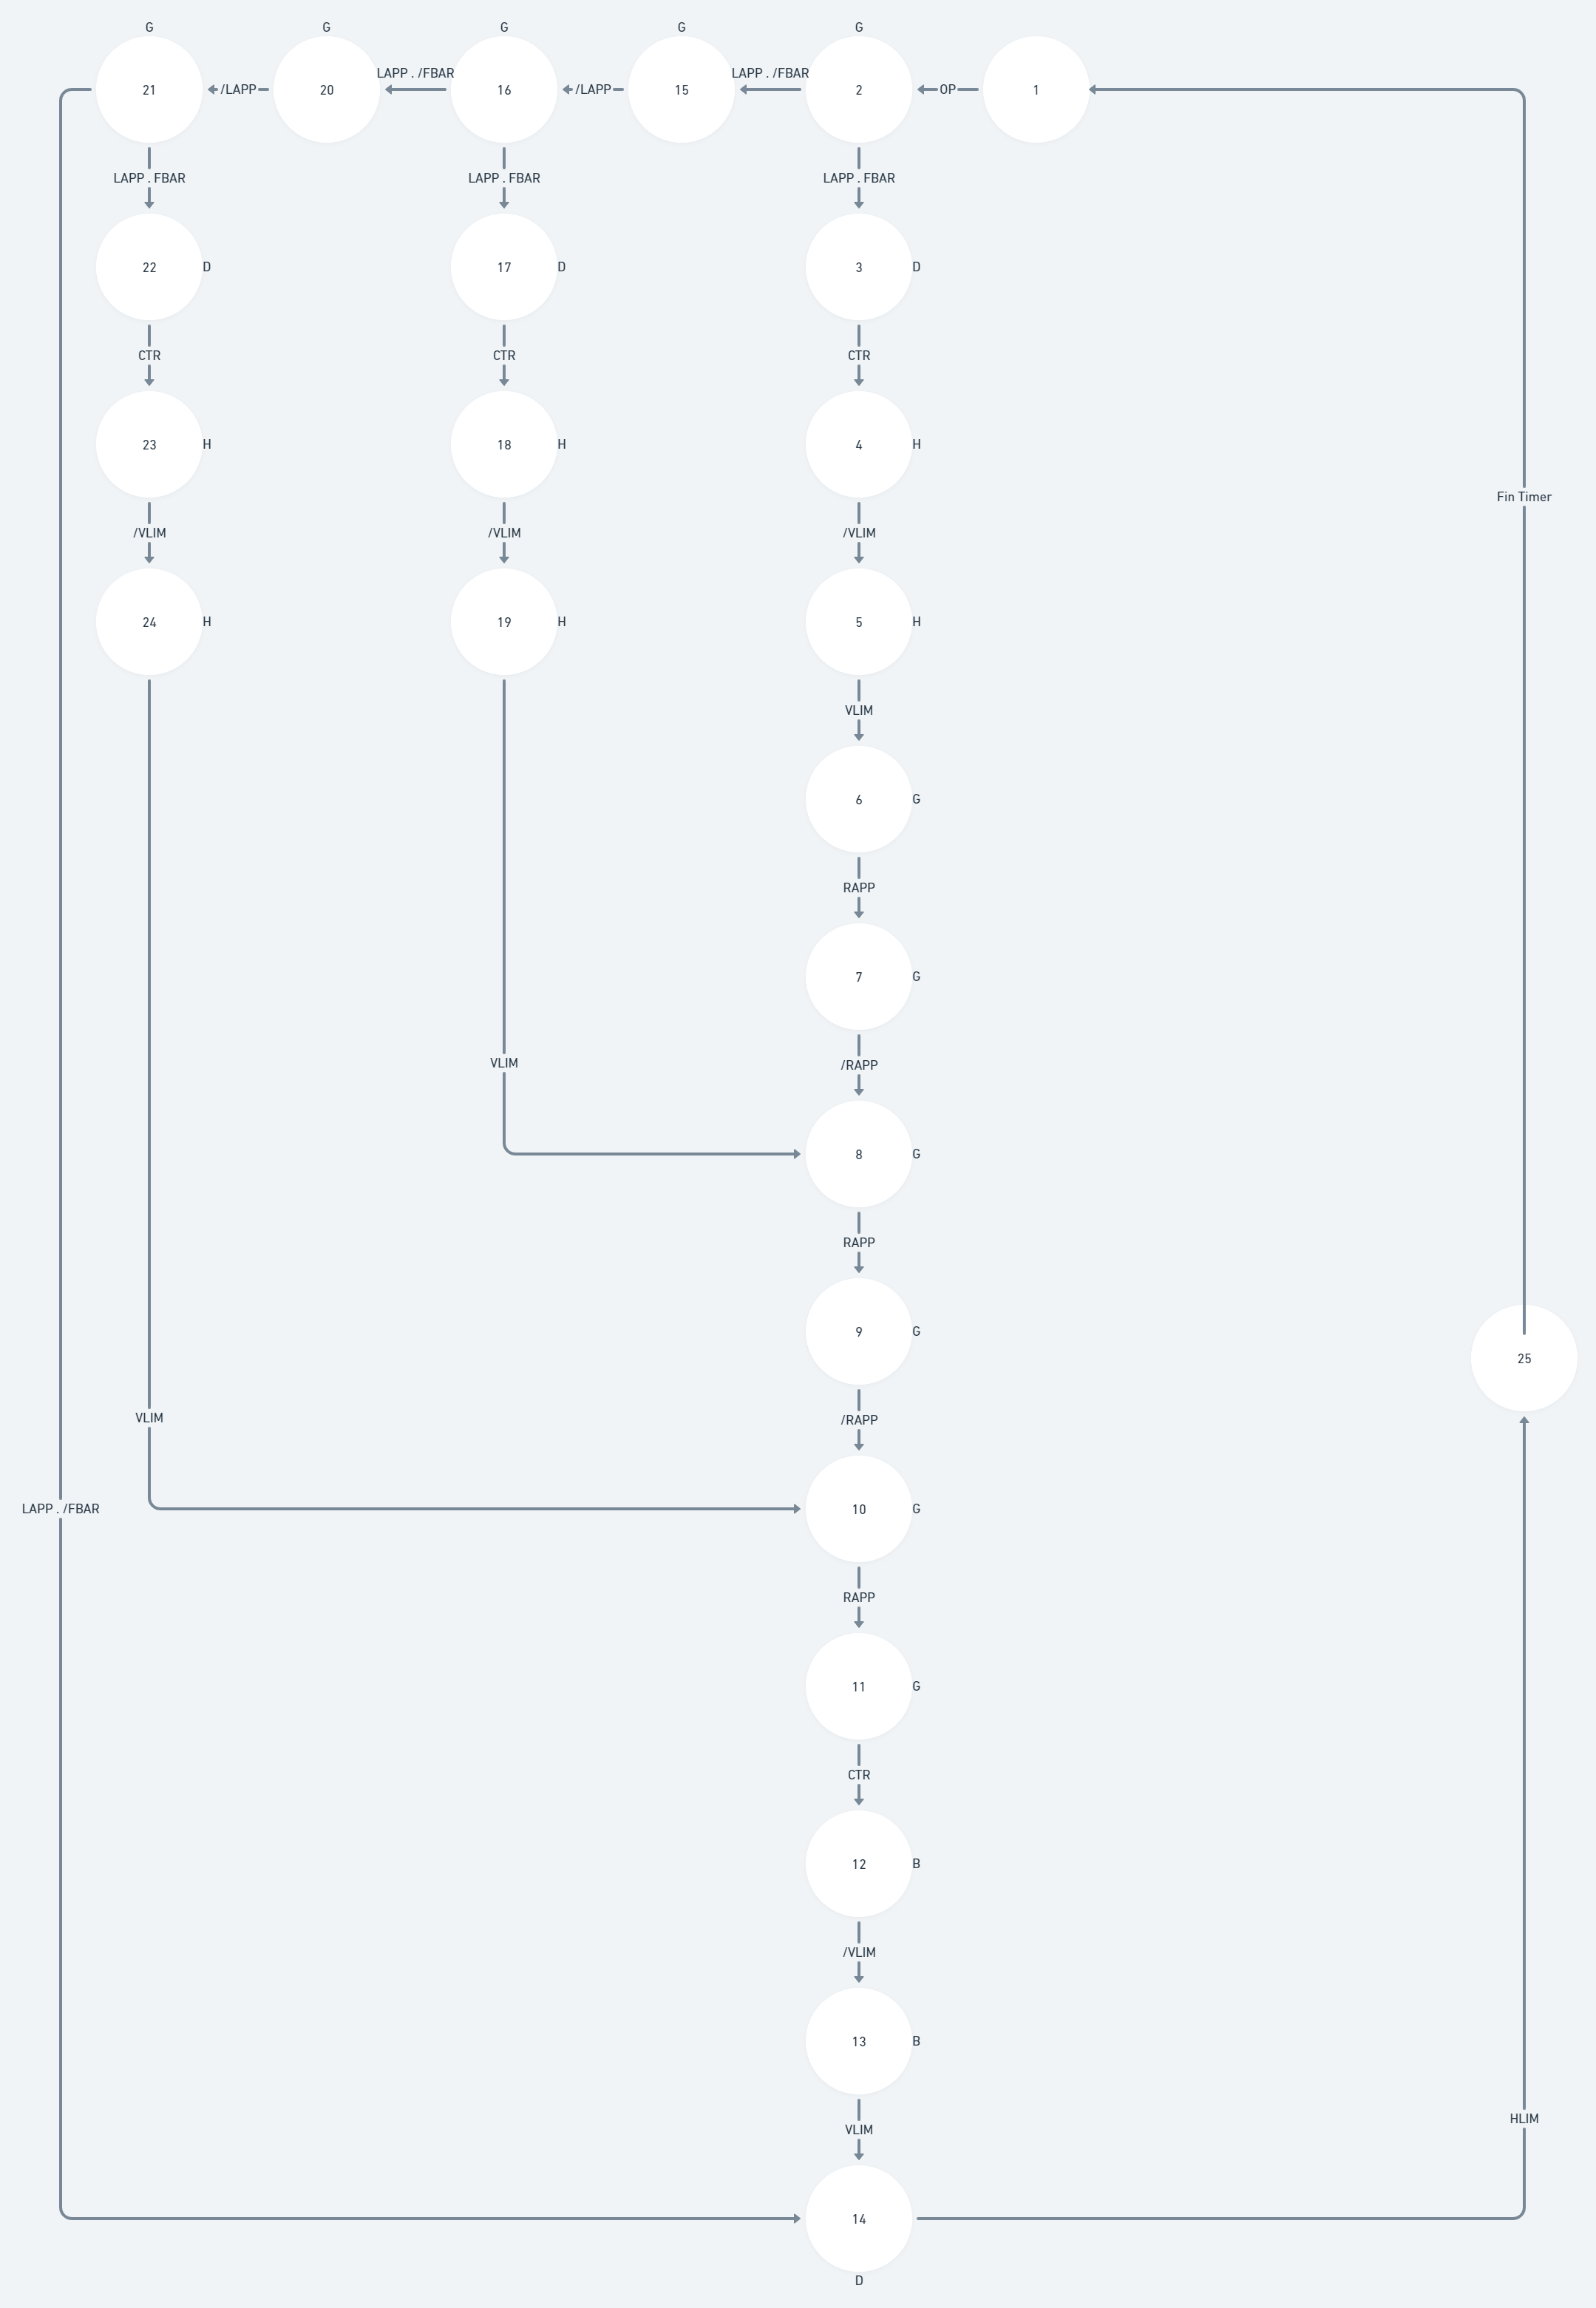 G
G
G
G
G
21
/LAPP
20
LAPP . /FBAR
16
/LAPP
15
LAPP . /FBAR
2
OP
1
LAPP . FBAR
LAPP . FBAR
LAPP . FBAR
22
D
17
D
3
D
CTR
CTR
CTR
23
H
18
H
4
H
Fin Timer
/VLIM
/VLIM
/VLIM
24
H
19
H
5
H
VLIM
6
G
RAPP
7
G
VLIM
/RAPP
8
G
RAPP
9
G
25
VLIM
/RAPP
LAPP . /FBAR
10
G
RAPP
11
G
CTR
12
B
/VLIM
13
B
HLIM
VLIM
14
D